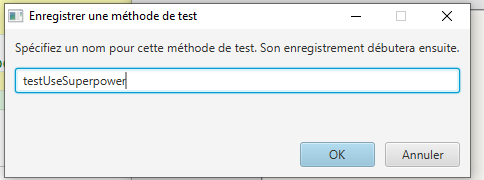 Enregistrer une méthode de test
Spécifiez un nom pour cette méthode de test. Son enregistrement débutera ensuite.
testUseSuperpower
OK
Annuler